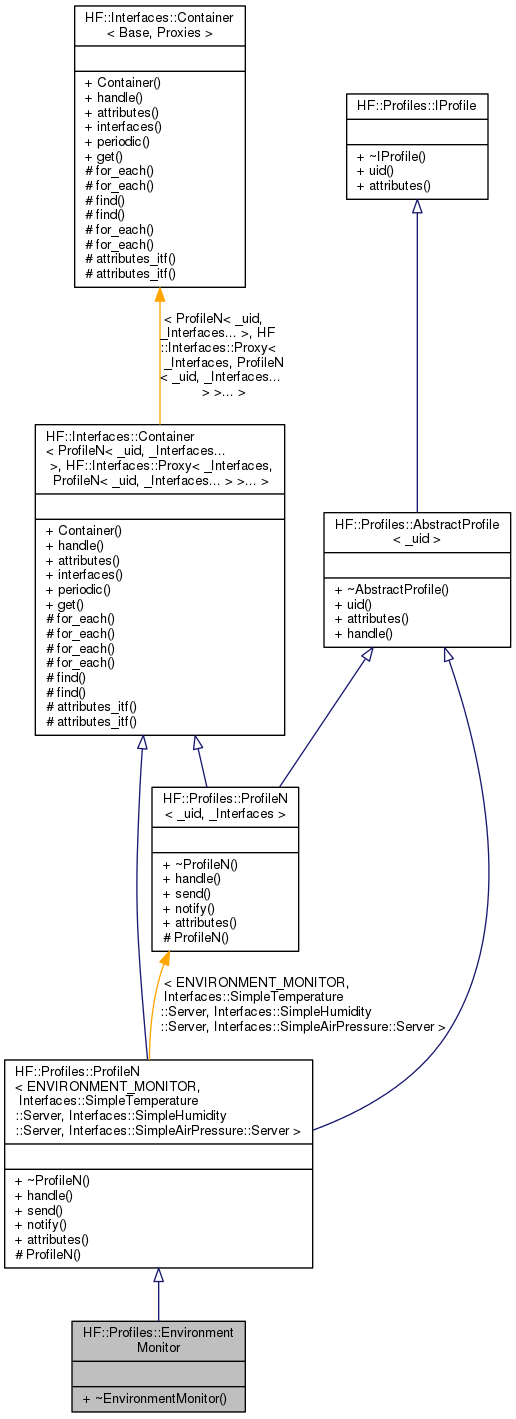 HF::Interfaces::Container
< Base, Proxies >
+ Container()
+ handle()
+ attributes()
+ interfaces()
+ periodic()
+ get()
# for_each()
# for_each()
# find()
# find()
# for_each()
# for_each()
# attributes_itf()
# attributes_itf()
HF::Profiles::IProfile
+ ~IProfile()
+ uid()
+ attributes()
< ProfileN< _uid,
_Interfaces... >, HF
::Interfaces::Proxy<
_Interfaces, ProfileN
< _uid, _Interfaces...
> >... >
HF::Interfaces::Container
< ProfileN< _uid, _Interfaces...
>, HF::Interfaces::Proxy< _Interfaces,
ProfileN< _uid, _Interfaces... > >... >
+ Container()
+ handle()
+ attributes()
+ interfaces()
+ periodic()
+ get()
# for_each()
# for_each()
# for_each()
# for_each()
# find()
# find()
# attributes_itf()
# attributes_itf()
HF::Profiles::AbstractProfile
< _uid >
+ ~AbstractProfile()
+ uid()
+ attributes()
+ handle()
HF::Profiles::ProfileN
< _uid, _Interfaces >
+ ~ProfileN()
+ handle()
+ send()
+ notify()
+ attributes()
# ProfileN()
< ENVIRONMENT_MONITOR,
Interfaces::SimpleTemperature
::Server, Interfaces::SimpleHumidity
::Server, Interfaces::SimpleAirPressure::Server >
HF::Profiles::ProfileN
< ENVIRONMENT_MONITOR,
Interfaces::SimpleTemperature
::Server, Interfaces::SimpleHumidity
::Server, Interfaces::SimpleAirPressure::Server >
+ ~ProfileN()
+ handle()
+ send()
+ notify()
+ attributes()
# ProfileN()
HF::Profiles::Environment
Monitor
+ ~EnvironmentMonitor()